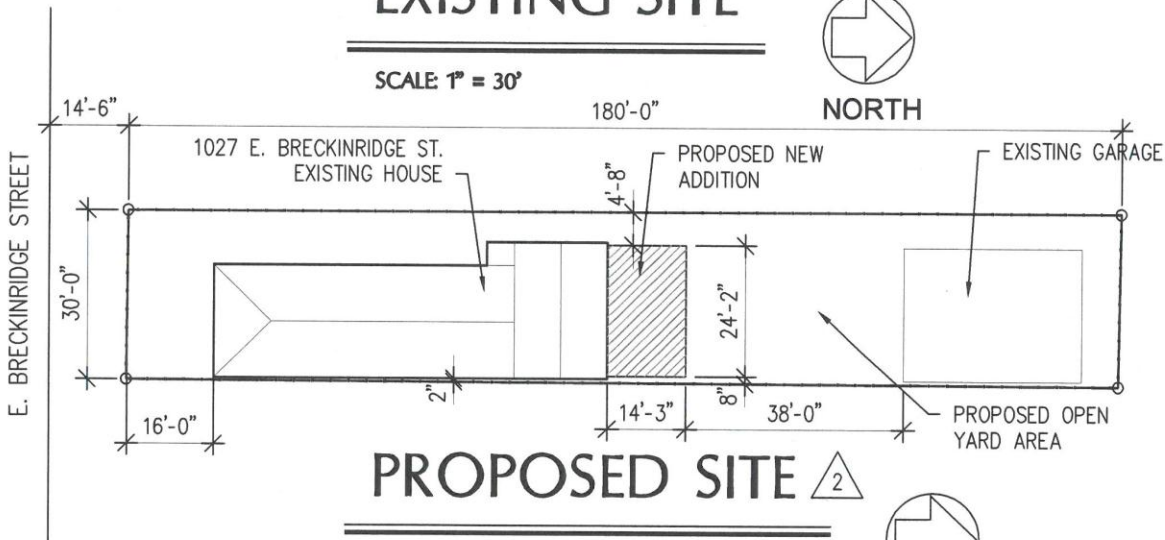 EXISTING SITE
SCALE: 1" = 30'
NORTH
14'-6"
180'-0"
1027 E. BRECKINRIDGE ST.
EXISTING HOUSE
4'-8"
PROPOSED NEW
ADDITION
EXISTING GARAGE
E. BRECKINRIDGE STREET
30'-0"
24'-2"
2"
8"
16'-0"
14'-3"
38'-0"
PROPOSED OPEN
YARD AREA
PROPOSED SITE 2